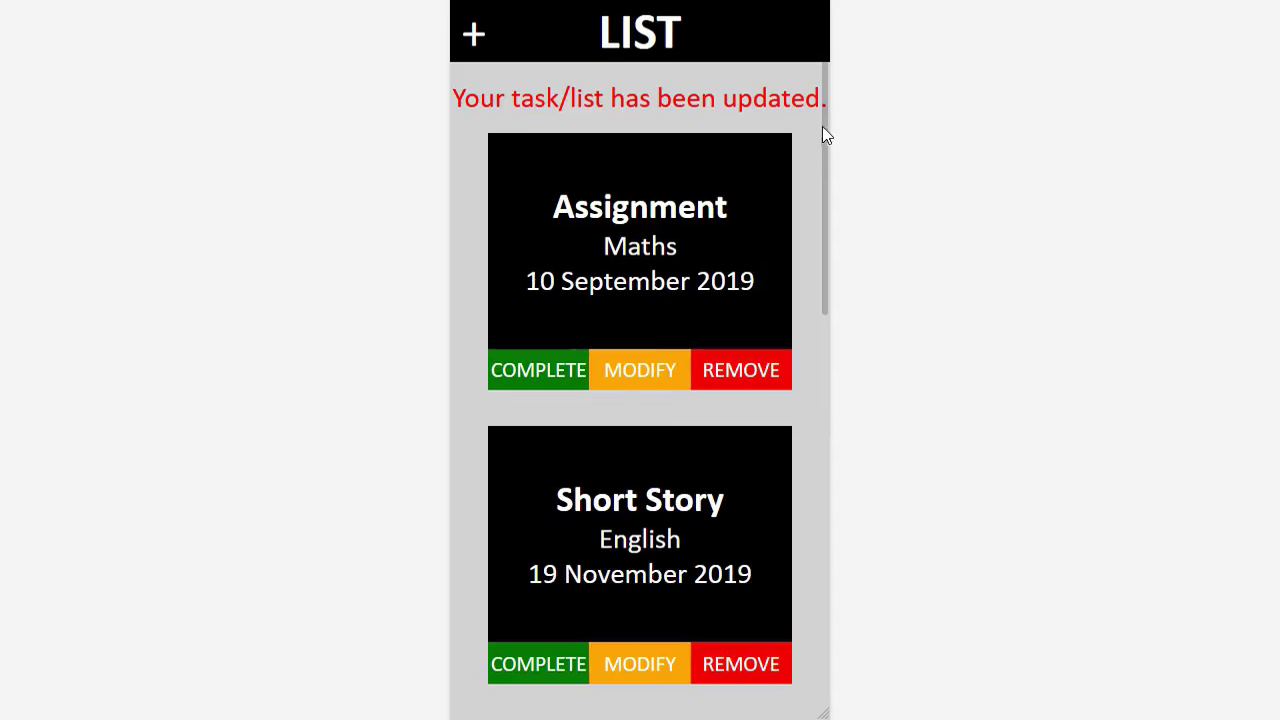 + LIST
Your task/list has been updated.
Assignment
Maths
10 September 2019
COMPLETE MODIFY REMOVE
Short Story
English
19 November 2019
COMPLETE MODIFY REMOVE